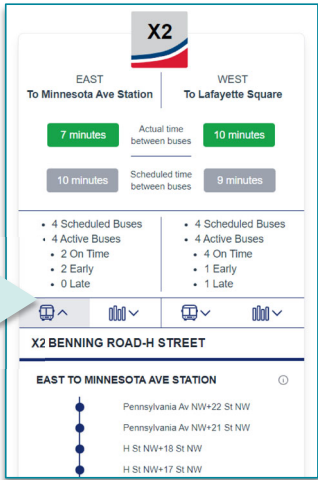 X2
EAST
To Minnesota Ave Station
WEST
To Lafayette Square
7 minutes
Actual time
between buses
10 minutes
10 minutes
Scheduled time
between buses
9 minutes
• 4 Scheduled Buses
• 4 Active Buses
• 2 On Time
• 2 Early
• 0 Late
• 4 Scheduled Buses
• 4 Active Buses
• 4 On Time
• 1 Early
• 1 Late
X2 BENNING ROAD-H STREET
EAST TO MINNESOTA AVE STATION
Pennsylvania Av NW+22 St NW
Pennsylvania Av NW+21 St NW
H St NW+18 St NW
H St NW+17 St NW